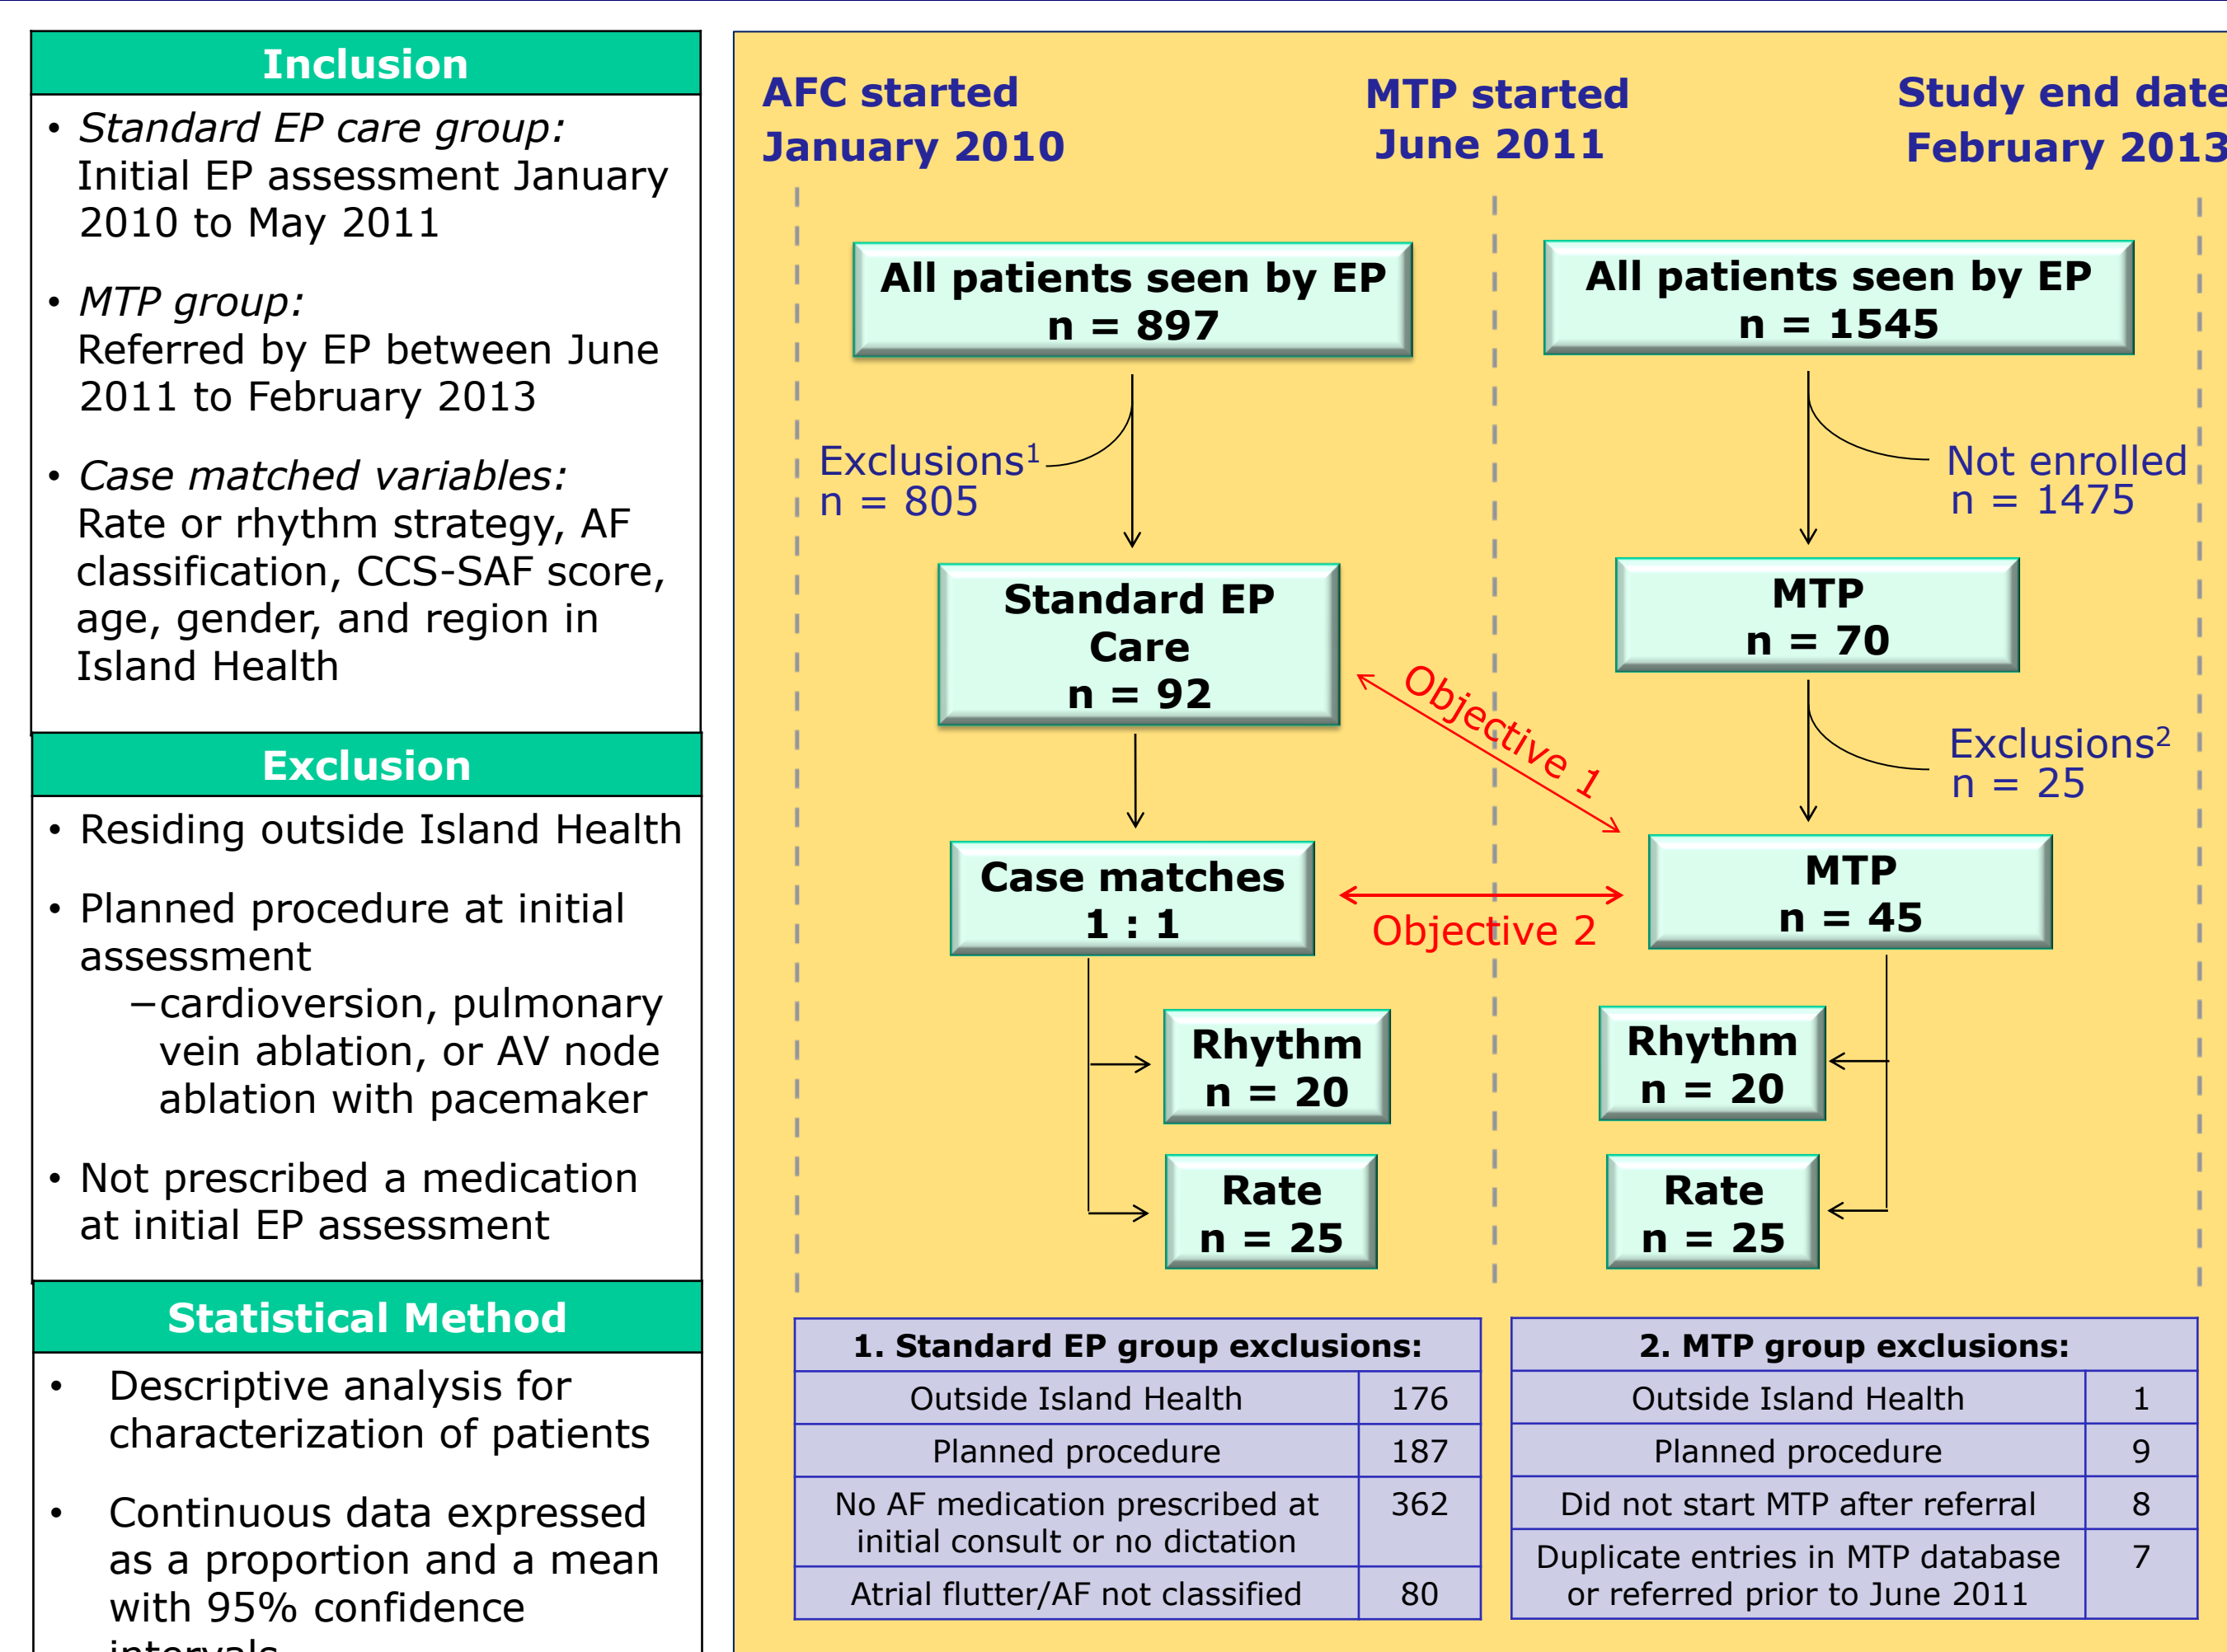 Inclusion
• Standard EP care group:
Initial EP assessment January
2010 to May 2011
• MTP group:
Referred by EP between June
2011 to February 2013
• Case matched variables:
Rate or rhythm strategy, AF
classification, CCS-SAF score,
age, gender, and region in
Island Health
Exclusion
• Residing outside Island Health
• Planned procedure at initial
assessment
–cardioversion, pulmonary
vein ablation, or AV node
ablation with pacemaker
• Not prescribed a medication
at initial EP assessment
Statistical Method
• Descriptive analysis for
characterization of patients
• Continuous data expressed
as a proportion and a mean
with 95% confidence
intervals
AFC started
January 2010
MTP started
June 2011
Study end date
February 2013
All patients seen by EP
n = 897
All patients seen by EP
n = 1545
Exclusions¹
n = 805
Not enrolled
n = 1475
Standard EP
Care
n = 92
MTP
n = 70
Objective 1
Exclusions²
n = 25
Case matches
1 : 1
Objective 2
MTP
n = 45
Rhythm
n = 20
Rhythm
n = 20
Rate
n = 25
Rate
n = 25
1. Standard EP group exclusions:
Outside Island Health 176
Planned procedure 187
No AF medication prescribed at 362
initial consult or no dictation
Atrial flutter/AF not classified 80
2. MTP group exclusions:
Outside Island Health 1
Planned procedure 9
Did not start MTP after referral 8
Duplicate entries in MTP database 7
or referred prior to June 2011